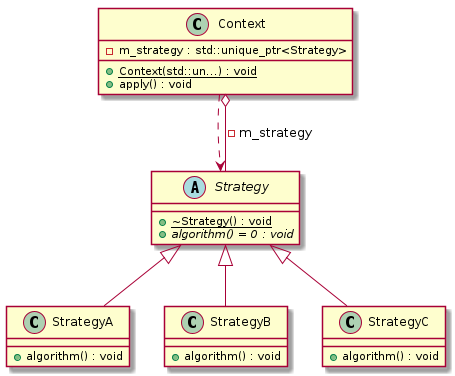 C Context
m_strategy : std::unique_ptr<Strategy>
Context(std::un...) : void
apply() : void
m_strategy
A Strategy
~Strategy() : void
algorithm() = 0 : void
C StrategyA
algorithm() : void
C StrategyB
algorithm() : void
C StrategyC
algorithm() : void